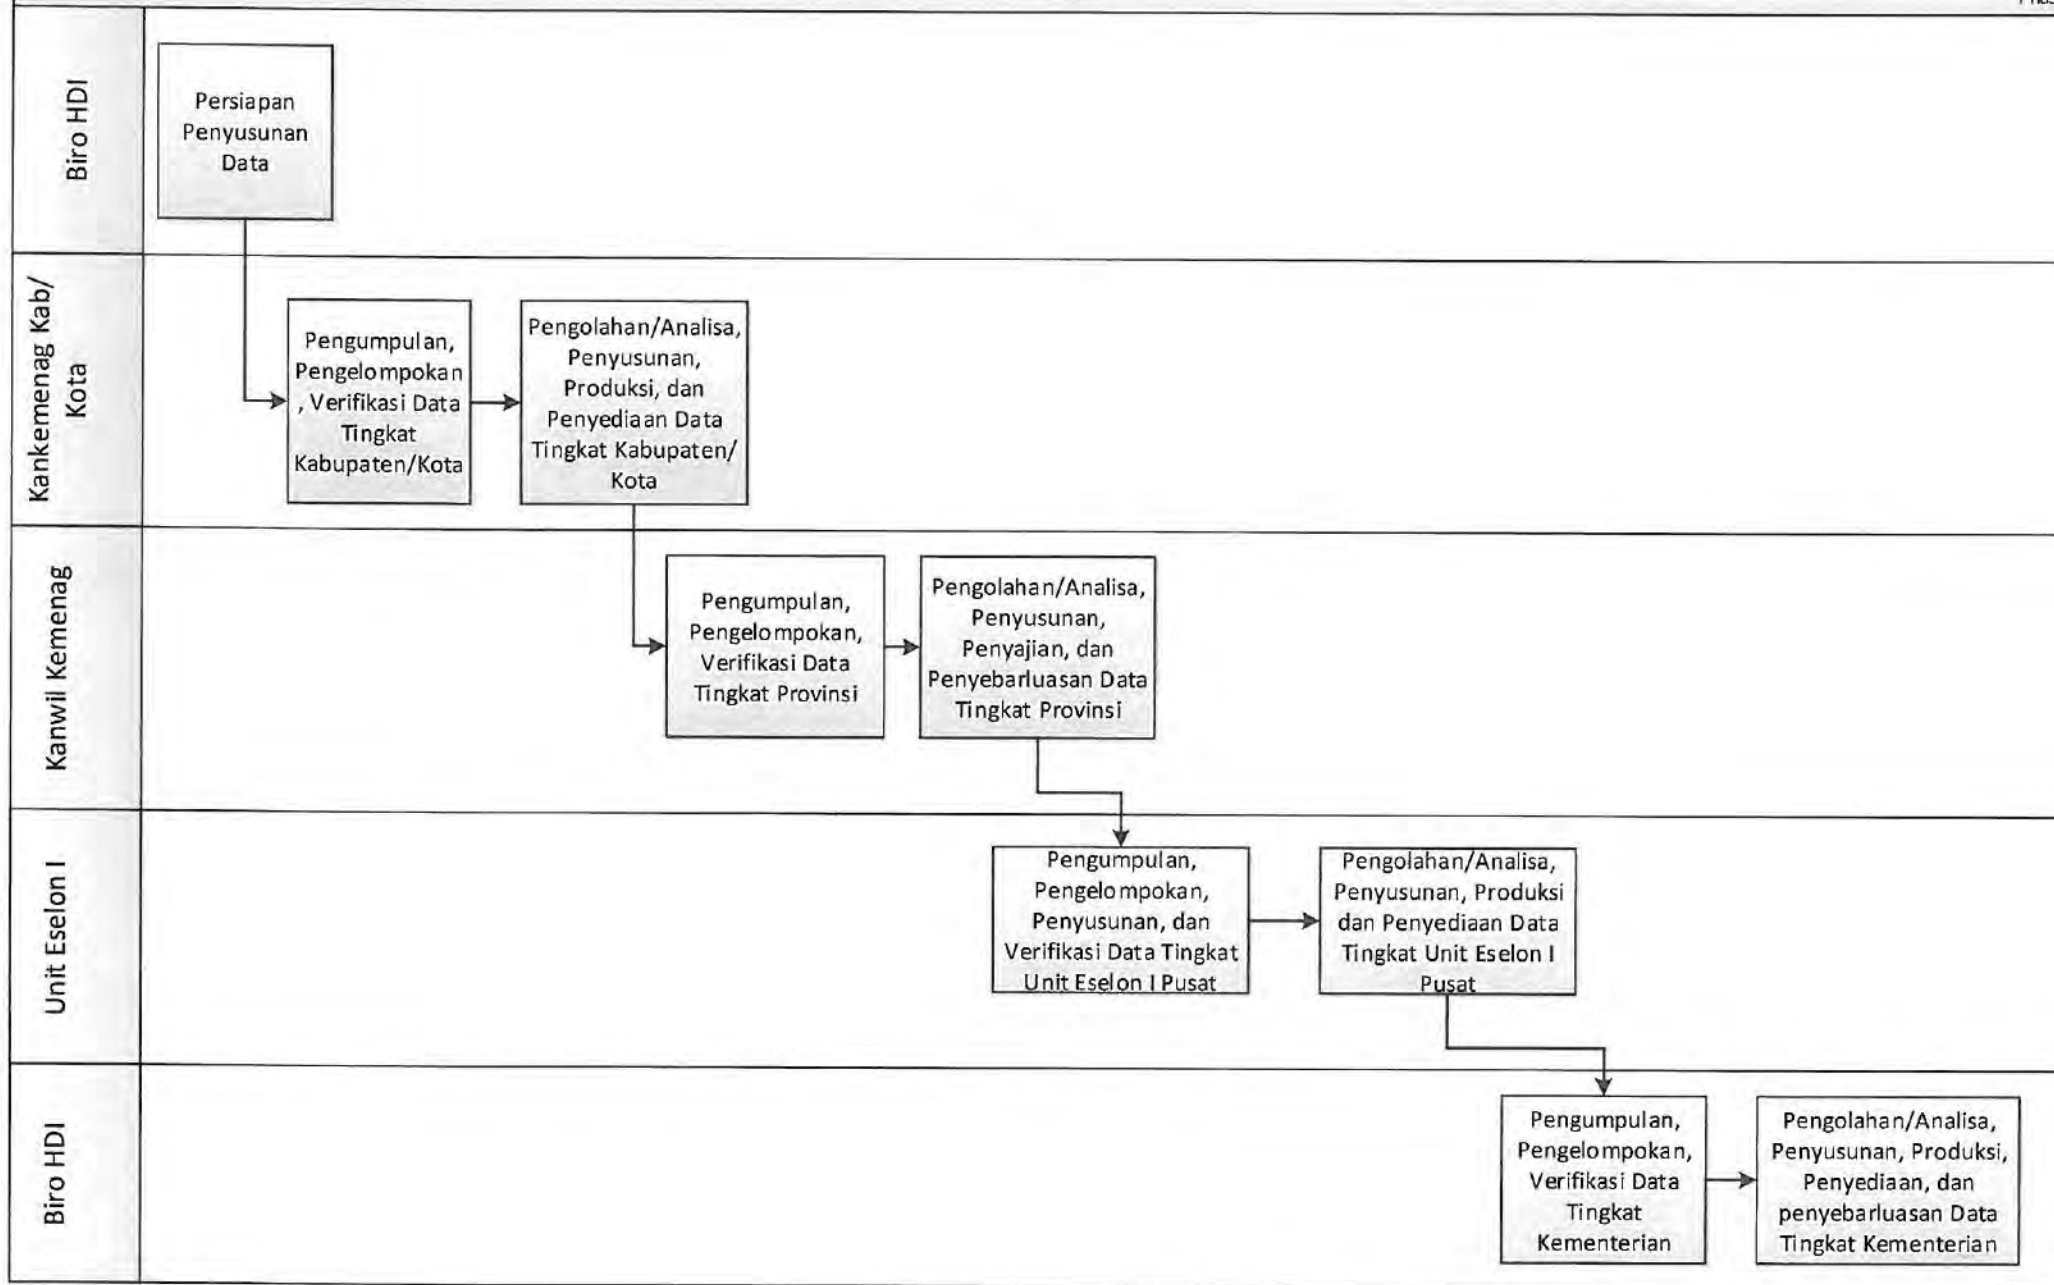 Biro HDI
Persiapan
Penyusunan
Data
Kankemenag Kab/
Kota
Pengumpulan,
Pengelompokan
, Verifikasi Data
Tingkat
Kabupaten/Kota
Pengolahan/Analisa,
Penyusunan,
Produksi, dan
Penyediaan Data
Tingkat Kabupaten/
Kota
Kanwil Kemenag
Pengumpulan,
Pengelompokan,
Verifikasi Data
Tingkat Provinsi
Pengolahan/Analisa,
Penyusunan,
Penyajian, dan
Penyebarluasan Data
Tingkat Provinsi
Unit Eselon I
Pengumpulan,
Pengelompokan,
Penyusunan, dan
Verifikasi Data Tingkat
Unit Eselon I Pusat
Pengolahan/Analisa,
Penyusunan, Produksi
dan Penyediaan Data
Tingkat Unit Eselon I
Pusat
Biro HDI
Pengumpulan,
Pengelompokan,
Verifikasi Data
Tingkat
Kementerian
Pengolahan/Analisa,
Penyusunan, Produksi,
Penyediaan, dan
penyebarluasan Data
Tingkat Kementerian